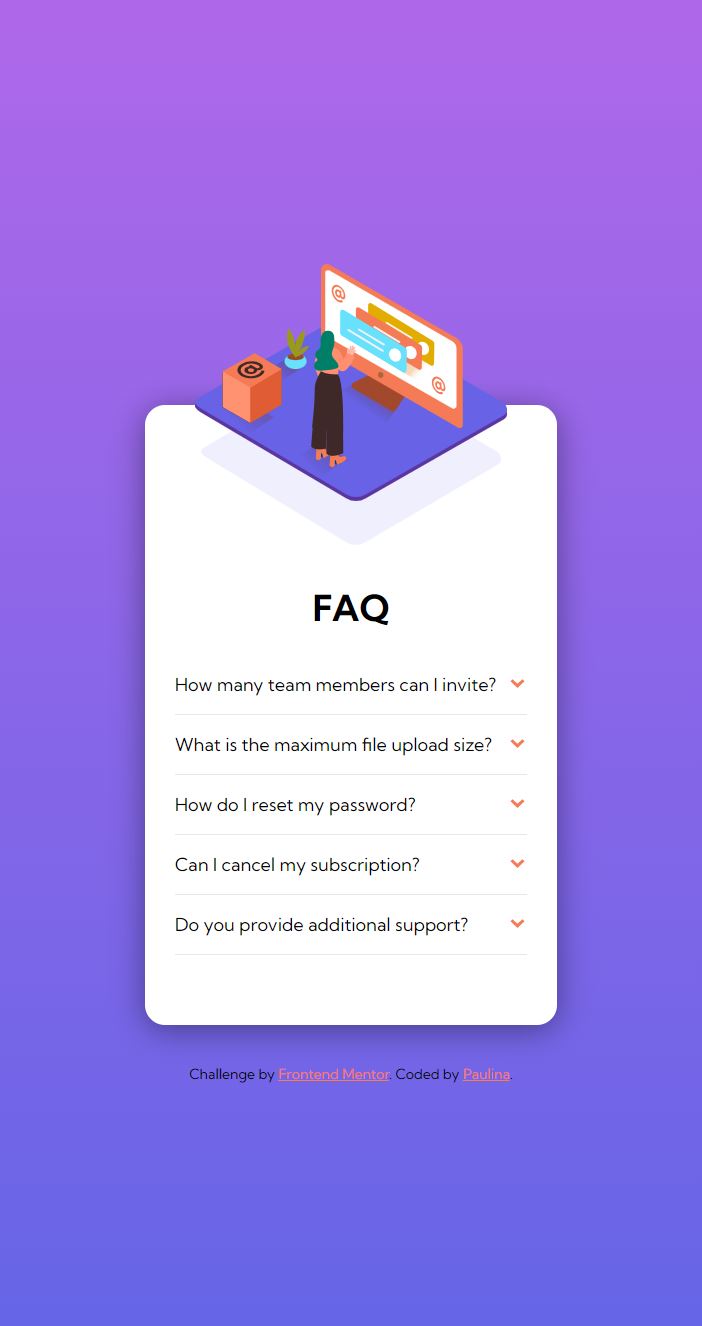 @
@
@
FAQ
How many team members can I invite?
What is the maximum file upload size?
How do I reset my password?
Can I cancel my subscription?
Do you provide additional support?
Challenge by Frontend Mentor. Coded by Paulina.